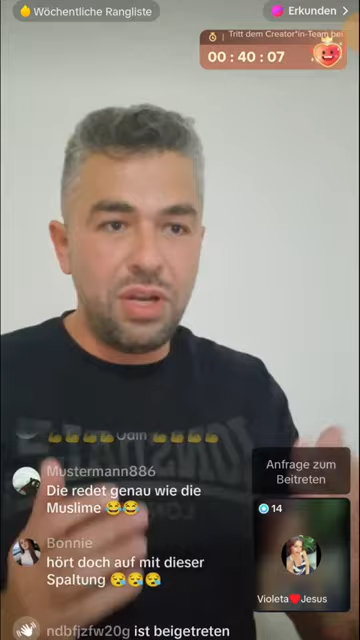 Wöchentliche Rangliste
Erkunden
Tritt dem Creator*in-Team bei
00 : 40 : 07
Mustermann886
Die redet genau wie die
Muslime 😂😂
Anfrage zum
Beitreten
14
Bonnie
hört doch auf mit dieser
Spaltung 😪😪😪
Violeta❤️Jesus
ndbfjzfw20g ist beigetreten